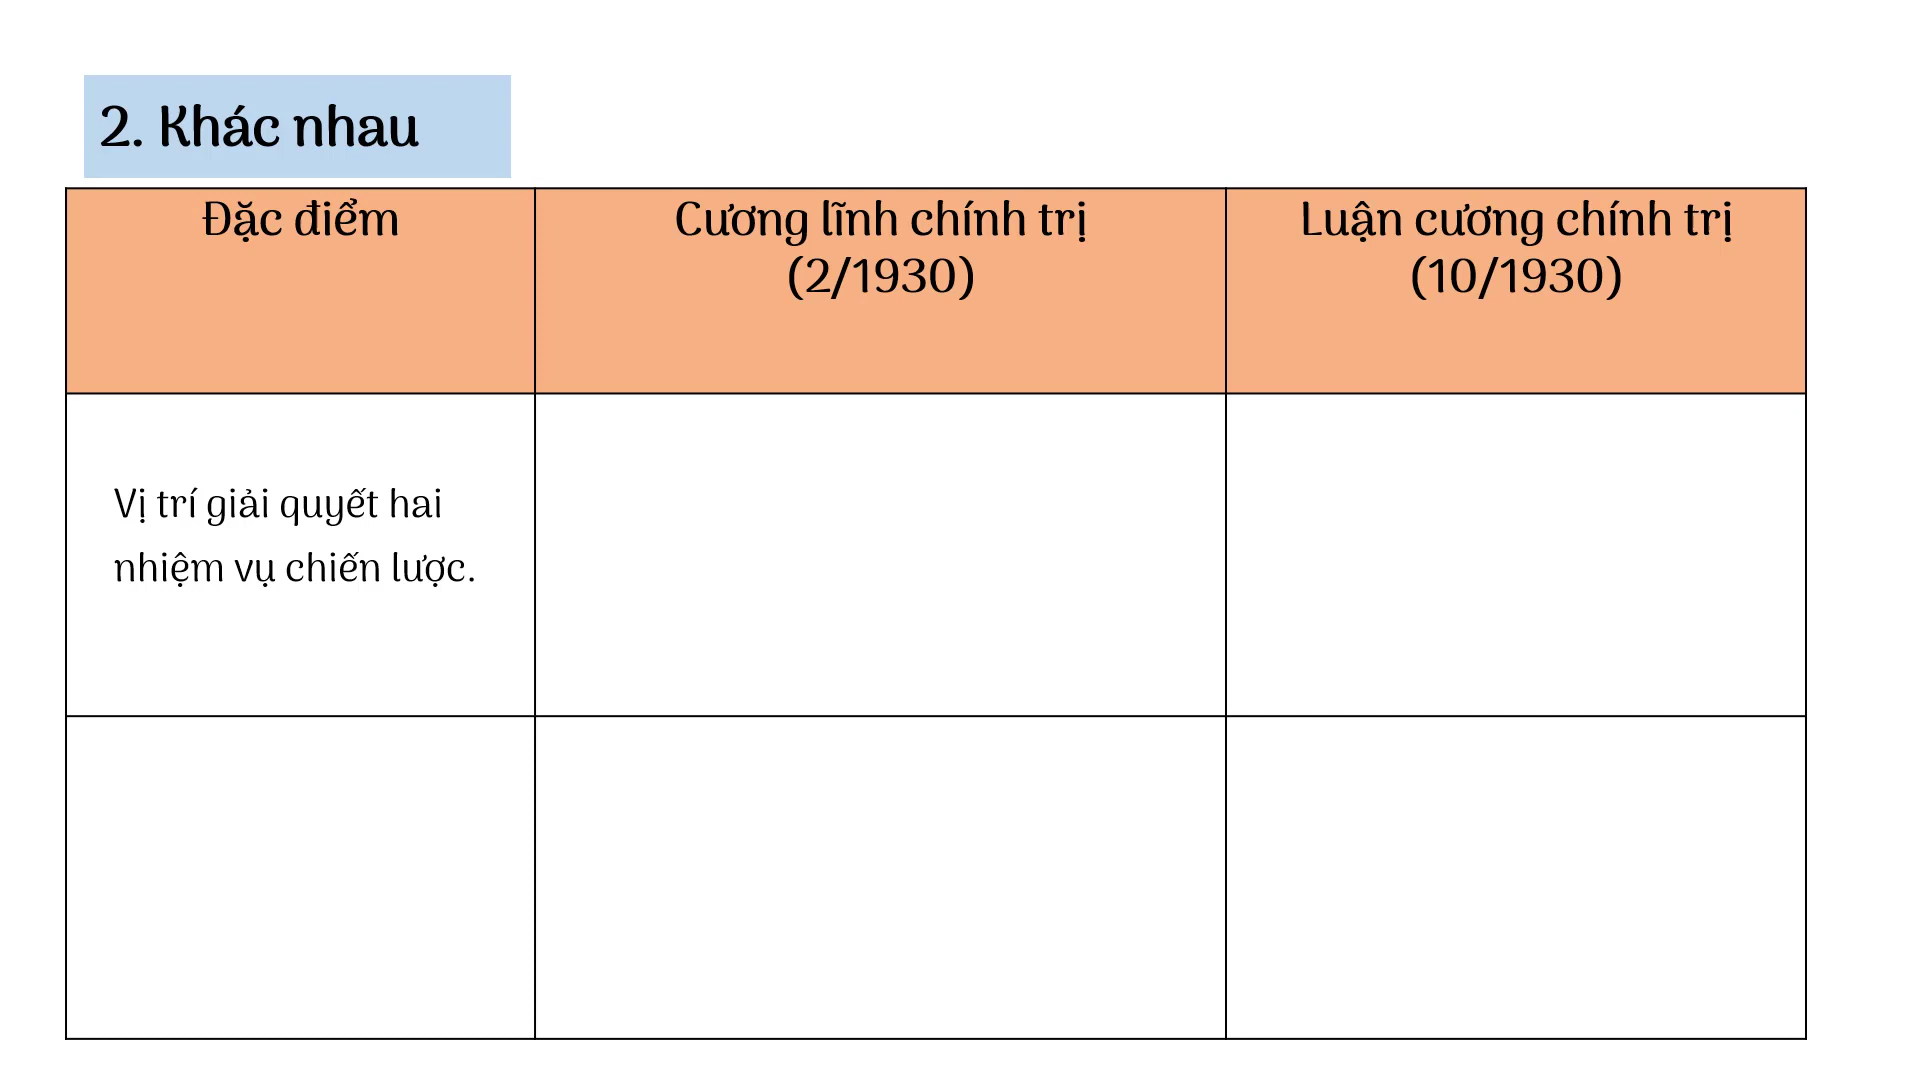 2. Khác nhau
Đặc điểm
Cương lĩnh chính trị
(2/1930)
Luận cương chính trị
(10/1930)
Vị trí giải quyết hai
nhiệm vụ chiến lược.